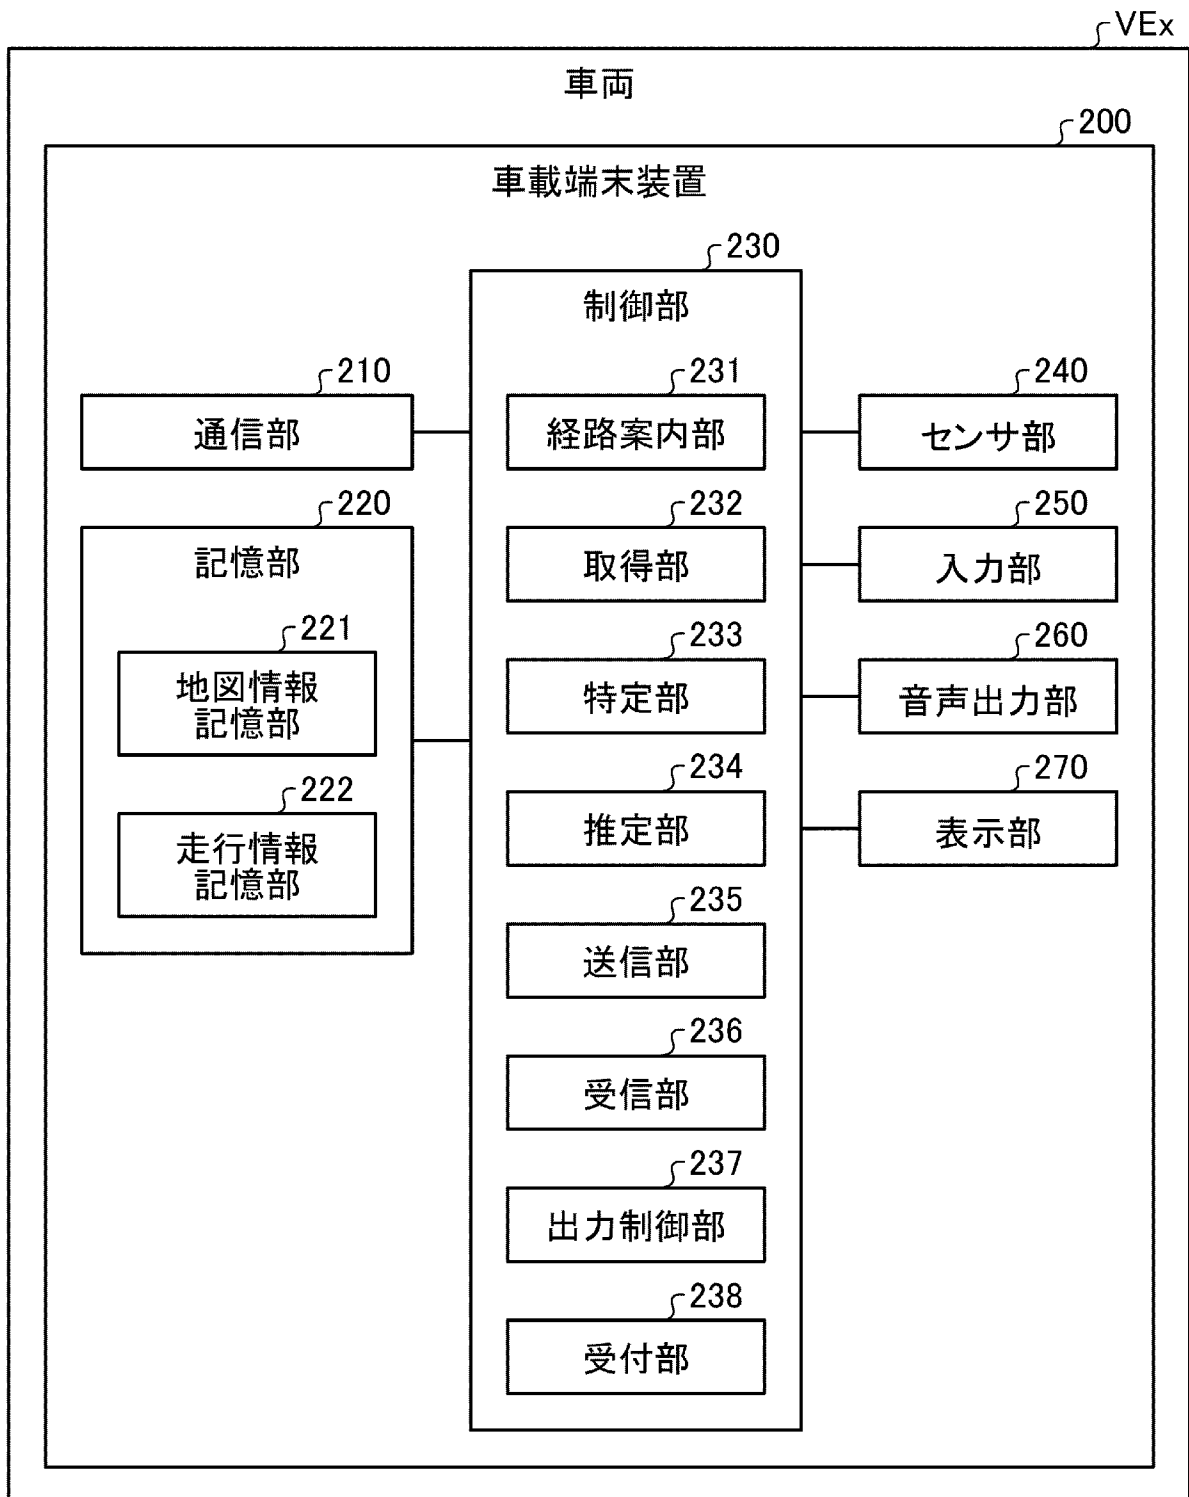 VEx
車両
200
車載端末装置
230
制御部
210
通信部
231
経路案内部
240
センサ部
220
記憶部
232
取得部
250
入力部
221
地図情報
記憶部
233
特定部
260
音声出力部
222
走行情報
記憶部
234
推定部
270
表示部
235
送信部
236
受信部
237
出力制御部
238
受付部